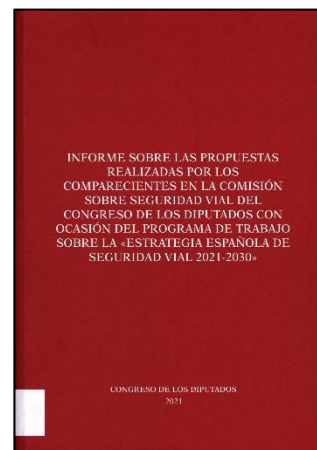 INFORME SOBRE LAS PROPUESTAS
REALIZADAS POR LOS
COMPARECIENTES EN LA COMISIÓN
SOBRE SEGURIDAD VIAL DEL
CONGRESO DE LOS DIPUTADOS CON
OCASIÓN DEL PROGRAMA DE TRABAJO
SOBRE LA «ESTRATEGIA ESPAÑOLA DE
SEGURIDAD VIAL 2021-2030»
CONGRESO DE LOS DIPUTADOS
2021